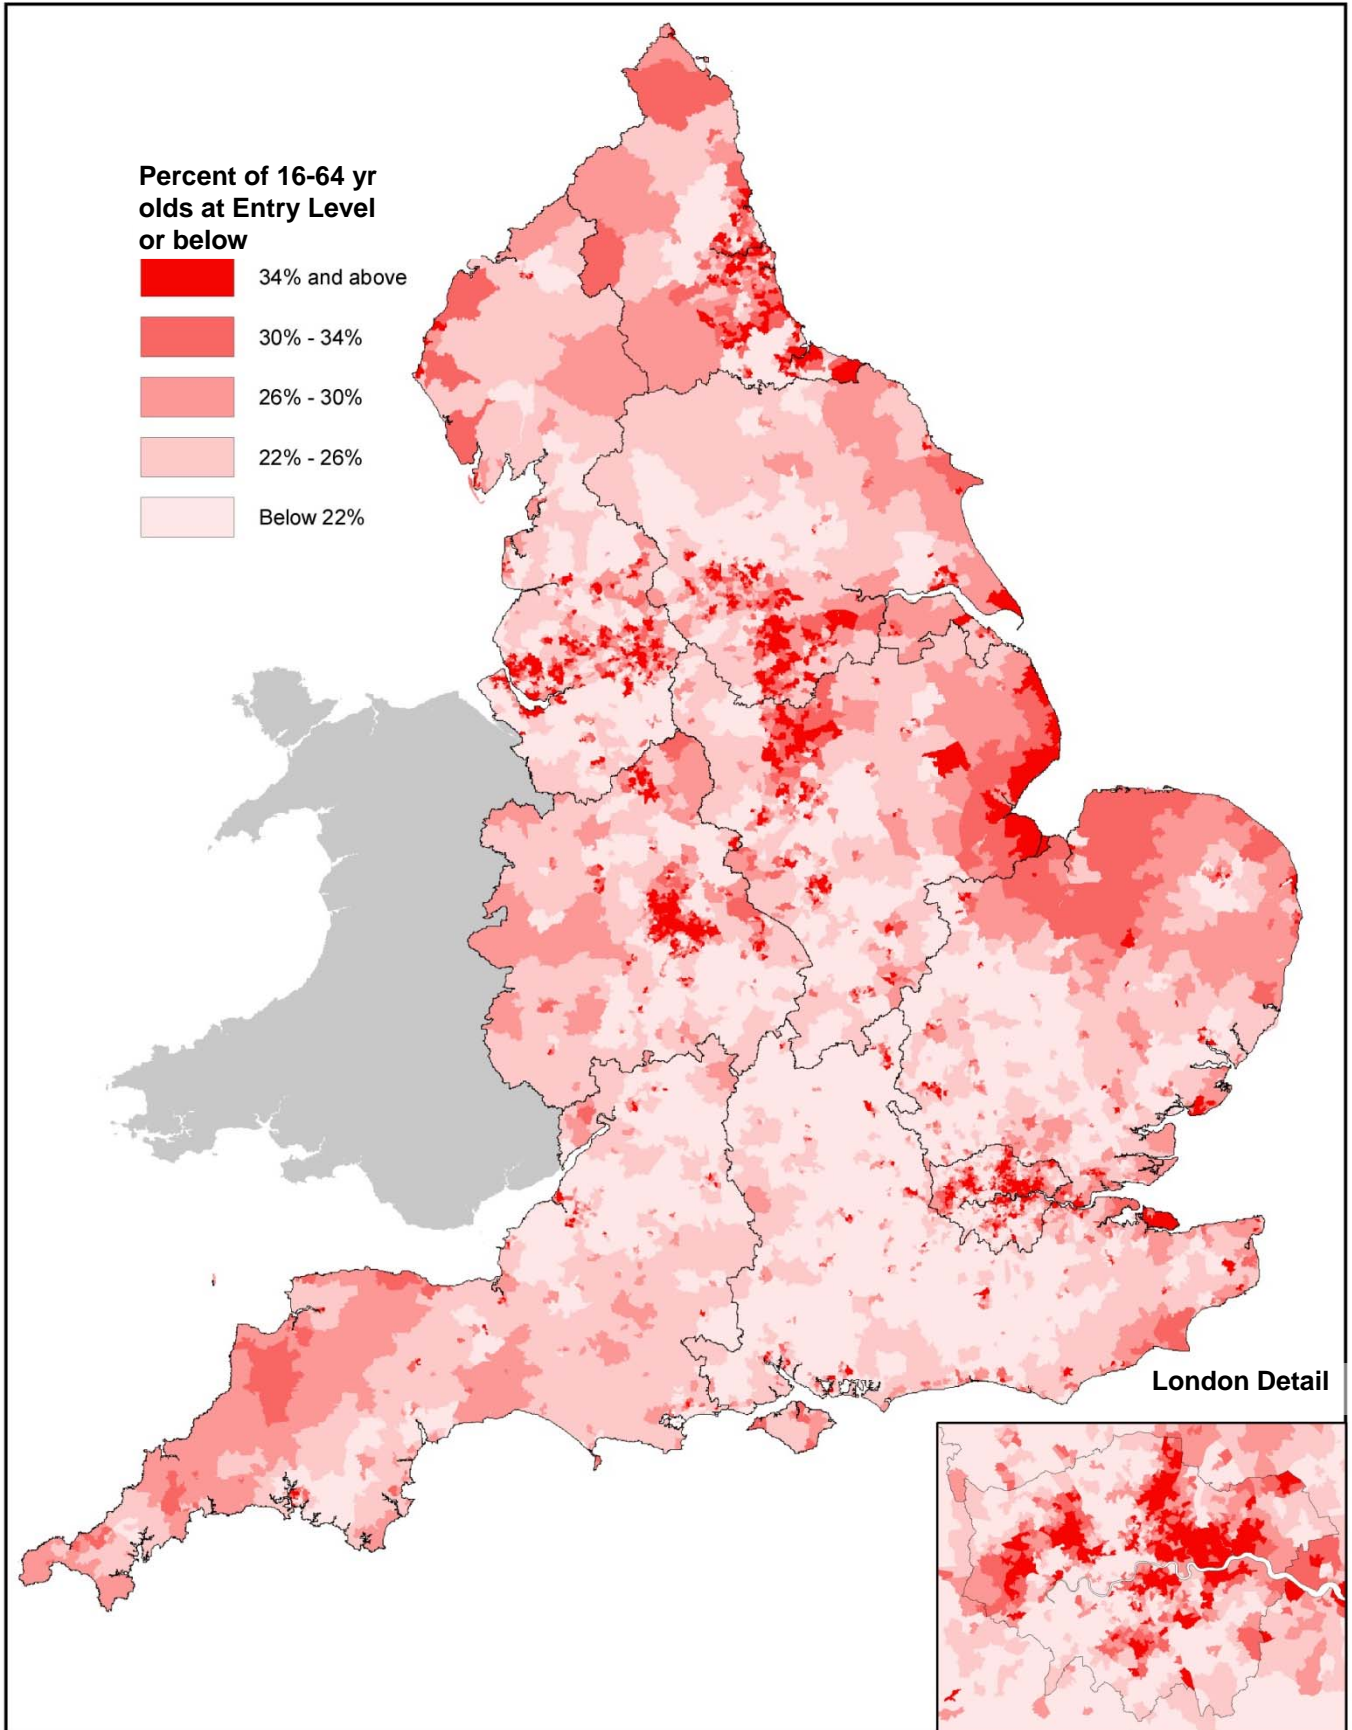 Percent of 16-64 yr
olds at Entry Level
or below
34% and above
30% - 34%
26% - 30%
22% - 26%
Below 22%
London Detail